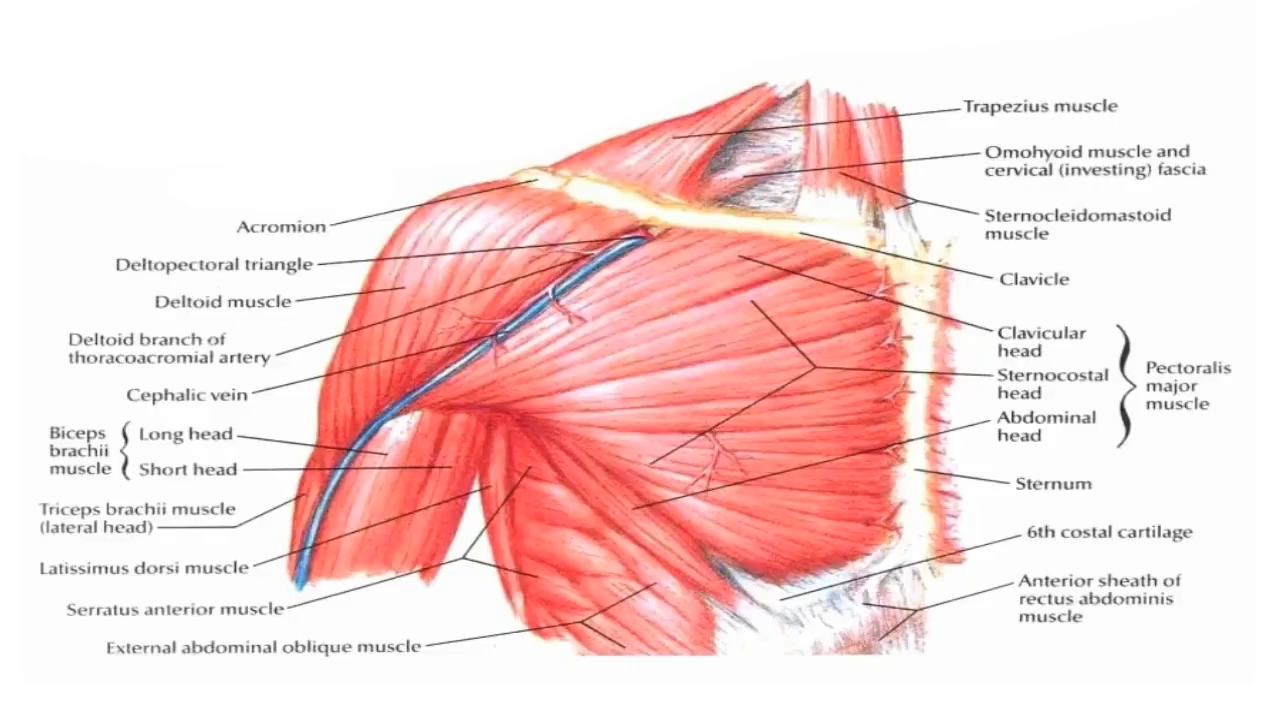 Trapezius muscle
Omohyoid muscle and
cervical (investing) fascia
Sternocleidomastoid
muscle
Clavicle
Clavicular
head
Sternocostal
head
Abdominal
head
Pectoralis
major
muscle
Sternum
6th costal cartilage
Anterior sheath of
rectus abdominis
muscle
Acromion
Deltopectoral triangle
Deltoid muscle
Deltoid branch of
thoracoacromial artery
Cephalic vein
Biceps
brachii
muscle
Long head
Short head
Triceps brachii muscle
(lateral head)
Latissimus dorsi muscle
Serratus anterior muscle
External abdominal oblique muscle